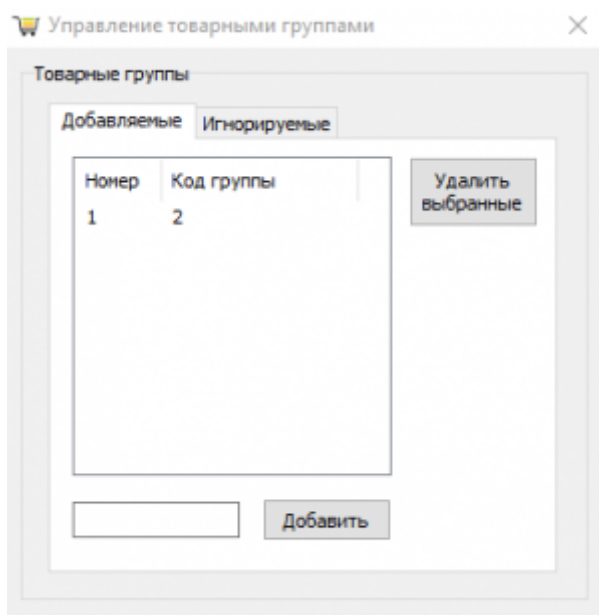 Управление товарными группами
Товарные группы
Добавляемые Игнорируемые
Номер Код группы
1 2
Удалить
выбранные
Добавить